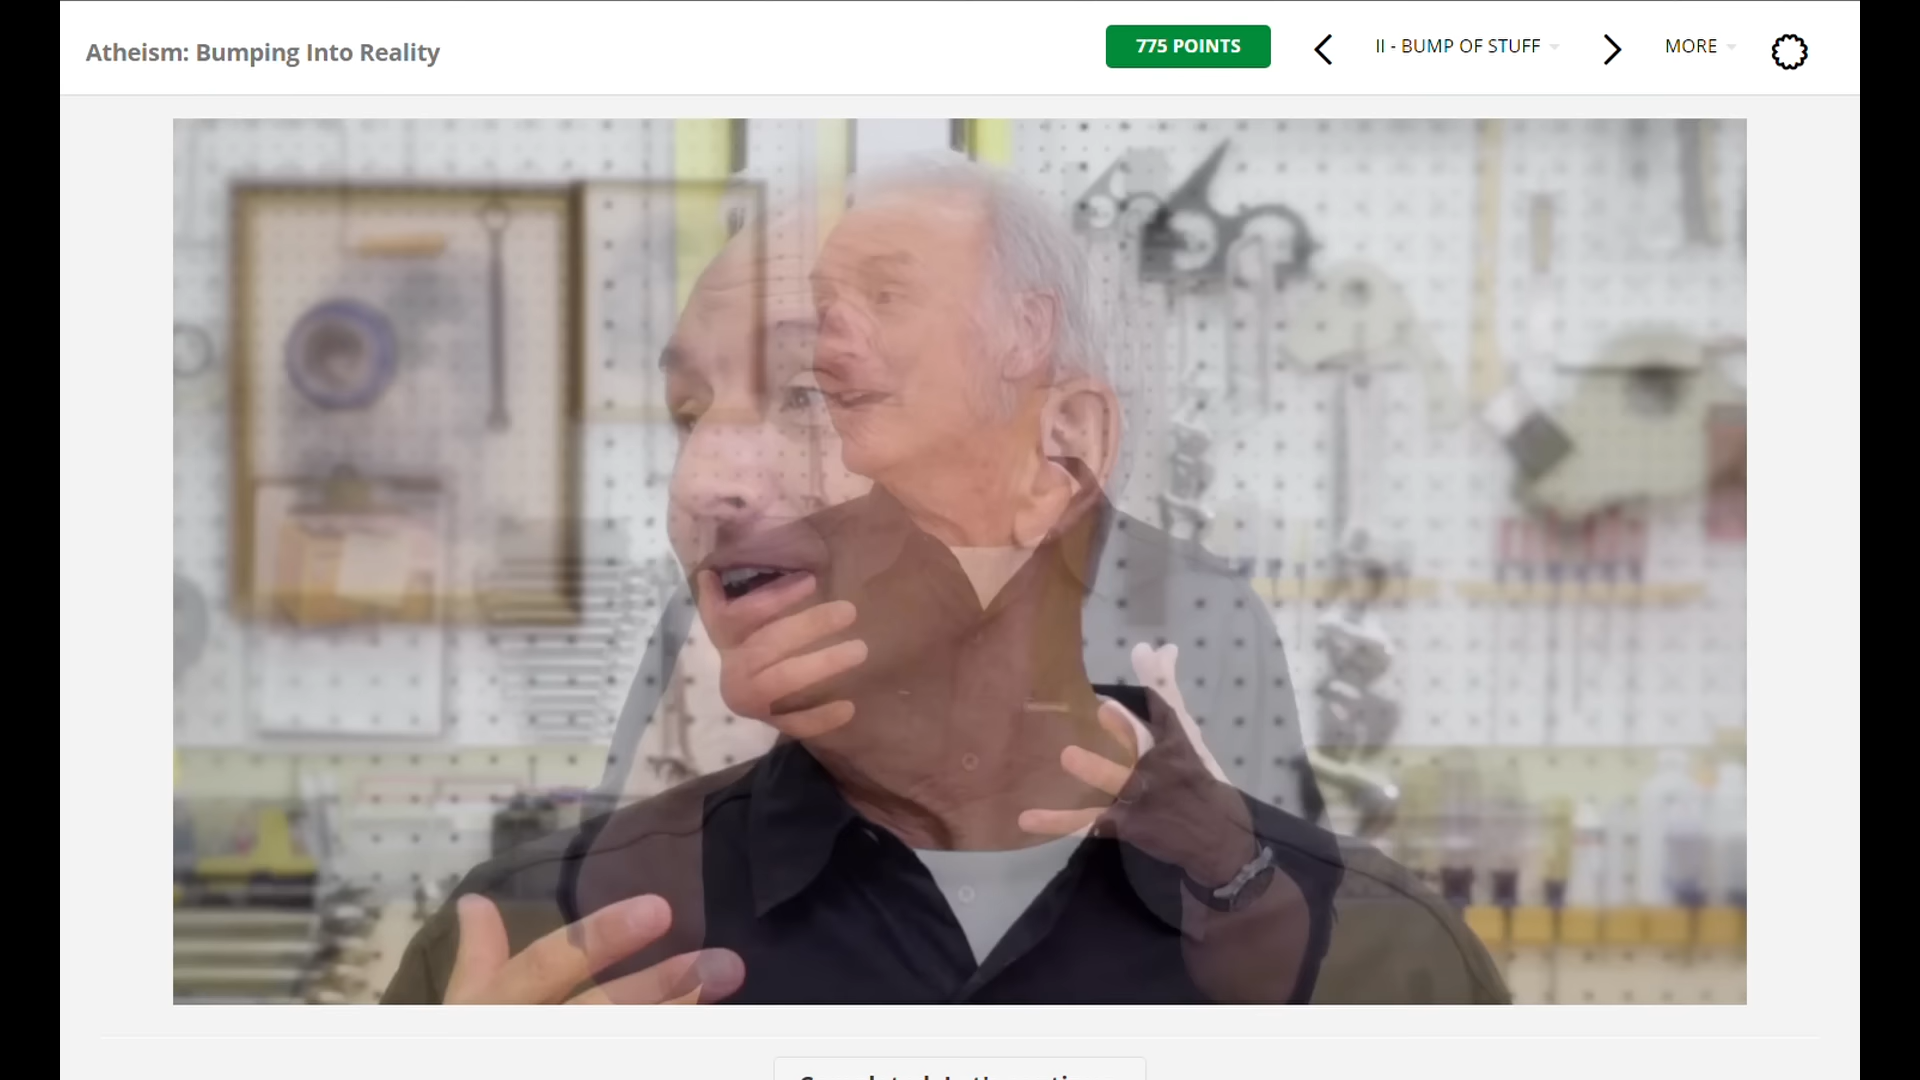 Atheism: Bumping Into Reality
775 POINTS
II - BUMP OF STUFF
MORE